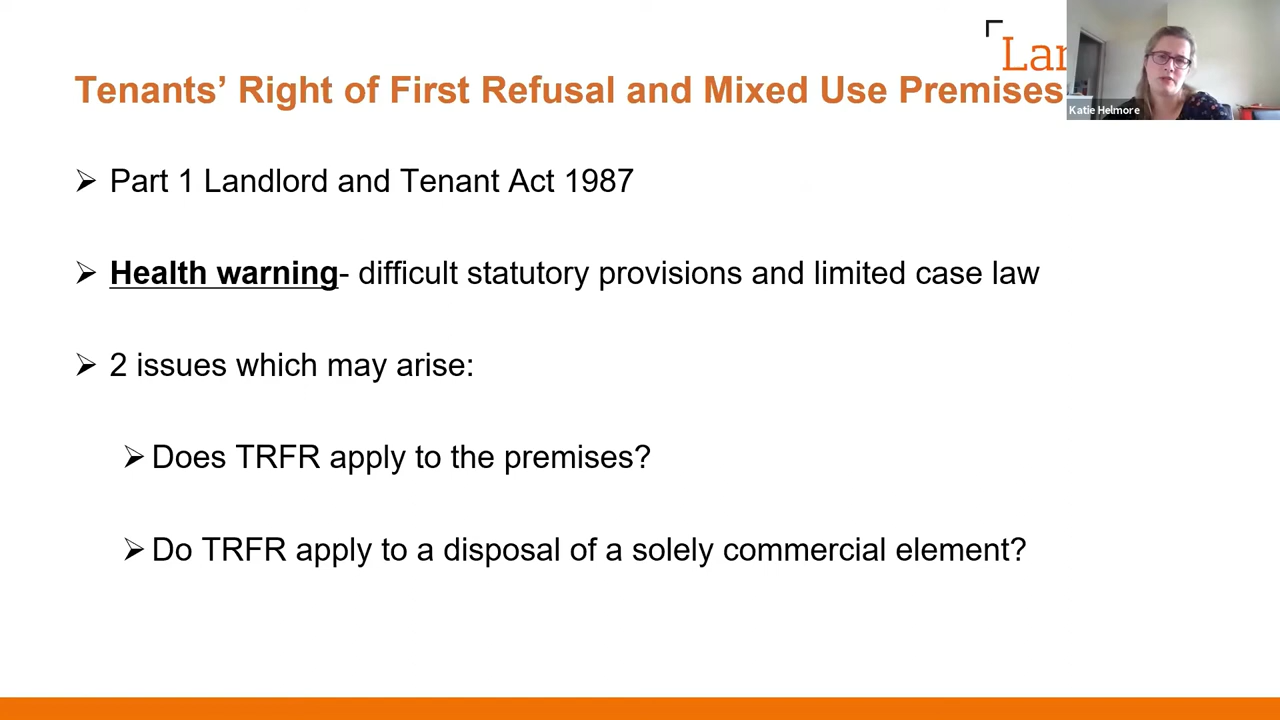 Lan
Tenants’ Right of First Refusal and Mixed Use Premises
Katie Helmore
➢ Part 1 Landlord and Tenant Act 1987
➢ Health warning- difficult statutory provisions and limited case law
➢ 2 issues which may arise:
➢ Does TRFR apply to the premises?
➢ Do TRFR apply to a disposal of a solely commercial element?